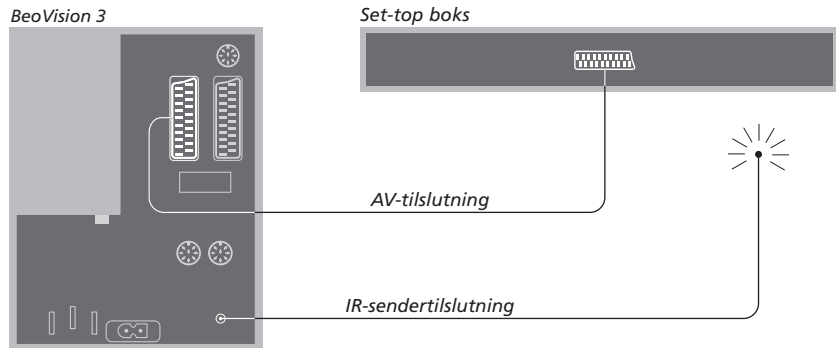 BeoVision 3
Set-top boks
AV-tilslutning
IR-sendertilslutning